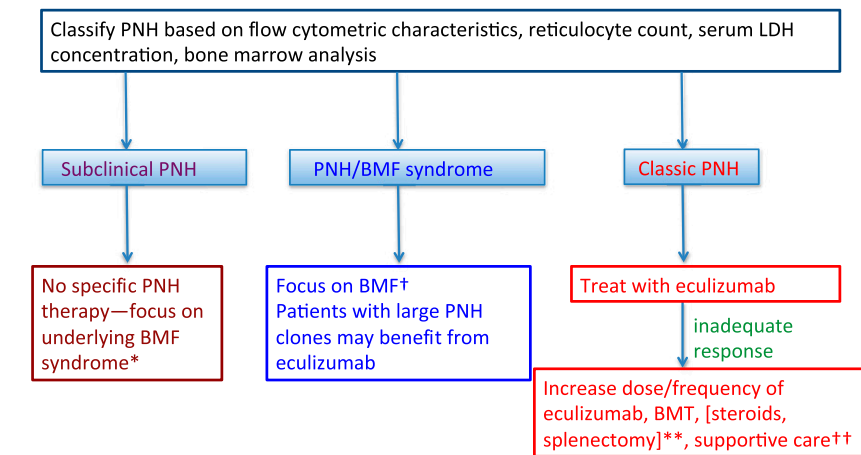 Classify PNH based on flow cytometric characteristics, reticulocyte count, serum LDH
concentration, bone marrow analysis
Subclinical PNH
PNH/BMF syndrome
Classic PNH
No specific PNH
therapy—focus on
underlying BMF
syndrome*
Focus on BMF†
Patients with large PNH
clones may benefit from
eculizumab
Treat with eculizumab
inadequate
response
Increase dose/frequency of
eculizumab, BMT, [steroids,
splenectomy]**, supportive care††